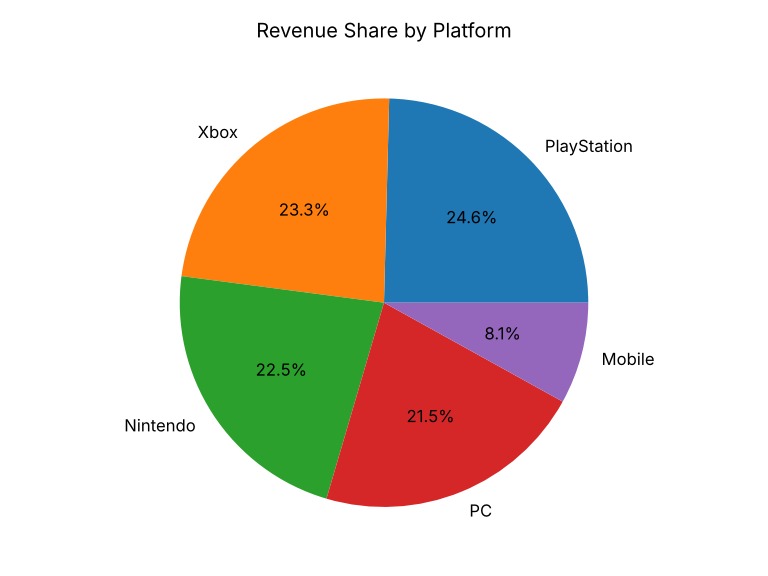 Revenue Share by Platform
Xbox
PlayStation
23.3%
24.6%
8.1%
Mobile
22.5%
21.5%
Nintendo
PC